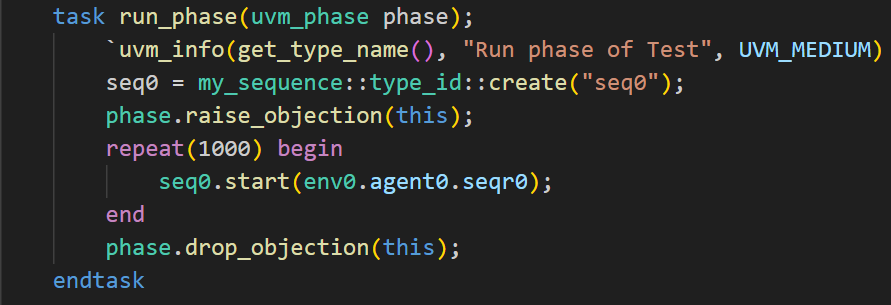 task run_phase(uvm_phase phase);
`uvm_info(get_type_name(), "Run phase of Test", UVM_MEDIUM)
seq0 = my_sequence::type_id::create("seq0");
phase.raise_objection(this);
repeat(1000) begin
seq0.start(env0.agent0.seqr0);
end
phase.drop_objection(this);
endtask